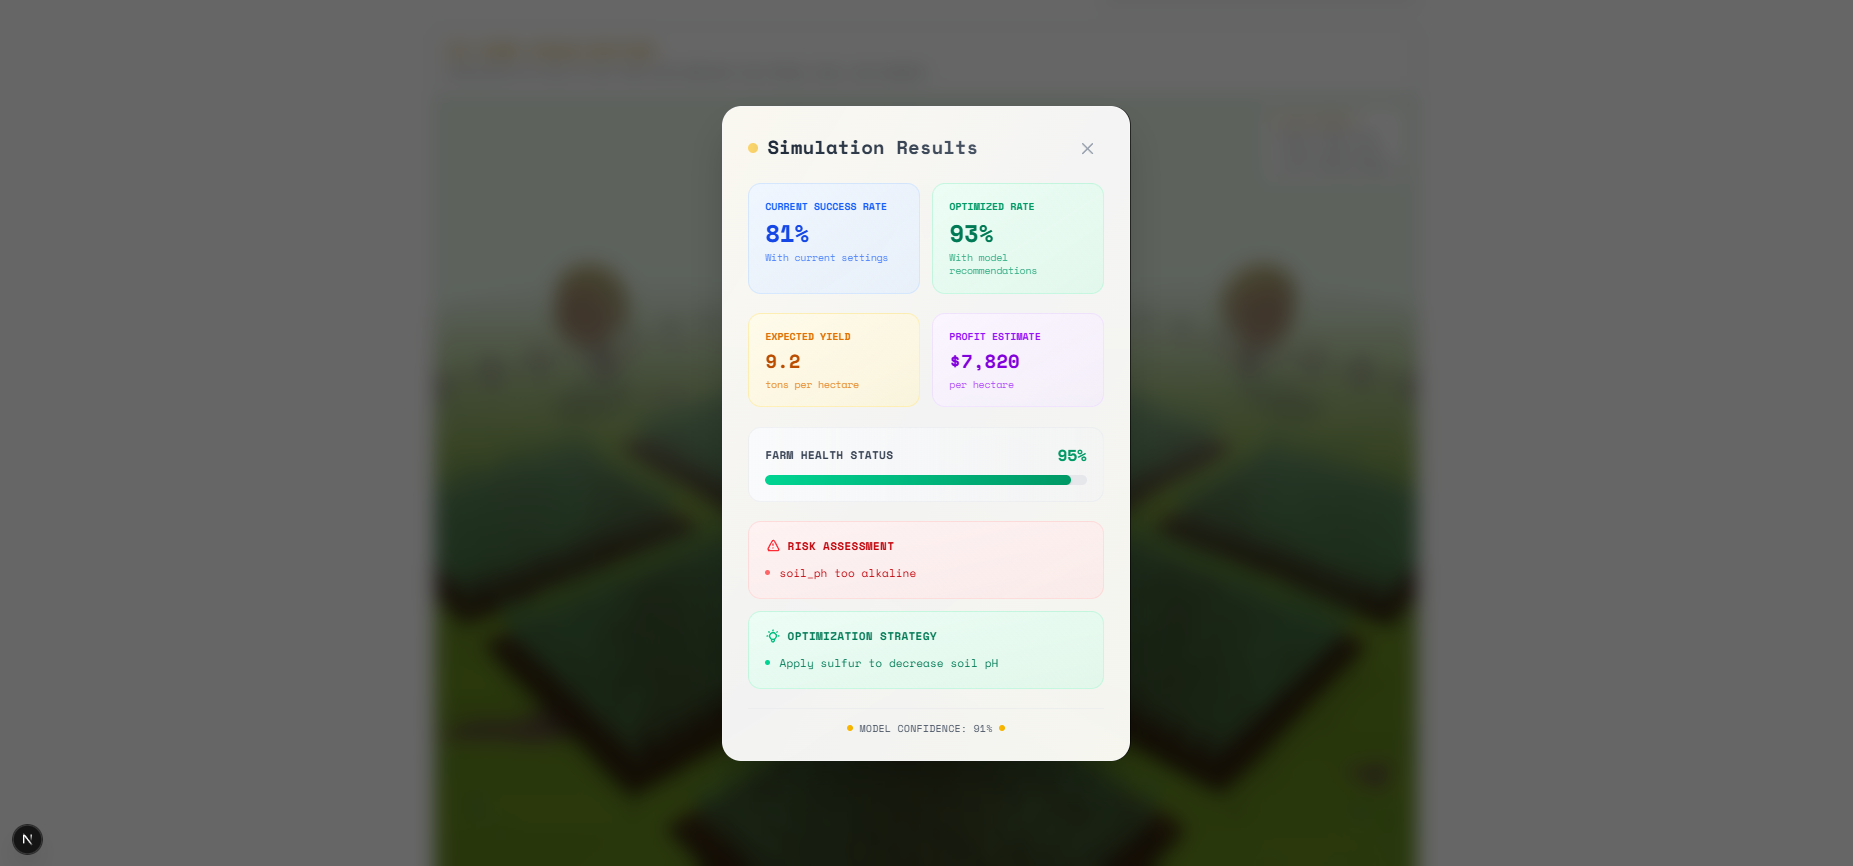 Simulation Results
CURRENT SUCCESS RATE
81%
With current settings
OPTIMIZED RATE
93%
With model
recommendations
EXPECTED YIELD
9.2
tons per hectare
PROFIT ESTIMATE
$7,820
per hectare
FARM HEALTH STATUS
95%
RISK ASSESSMENT
soil_ph too alkaline
OPTIMIZATION STRATEGY
Apply sulfur to decrease soil pH
MODEL CONFIDENCE: 91%
N